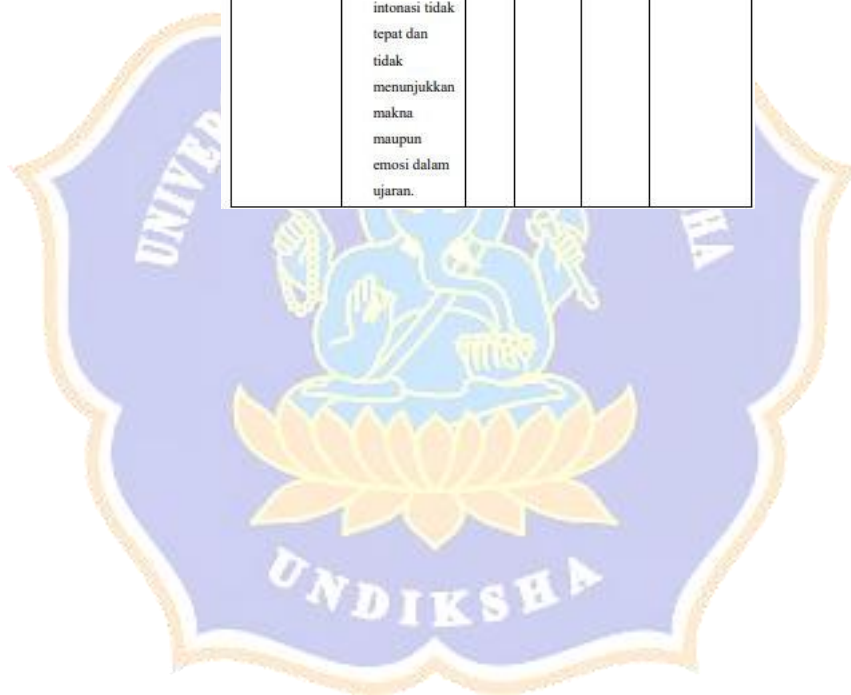 intonasi tidak
tepat dan
tidak
menunjukkan
makna
maupun
emosi dalam
ujaran.
UNDIKSHA